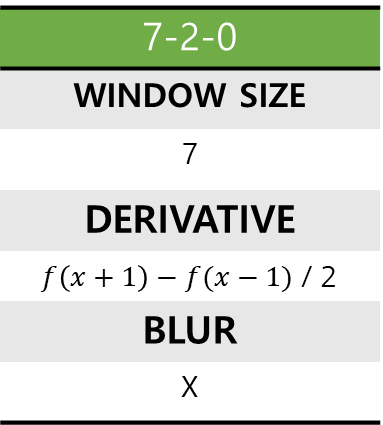 7-2-0
WINDOW SIZE
7
DERIVATIVE
f(x + 1) − f(x − 1) / 2
BLUR
X